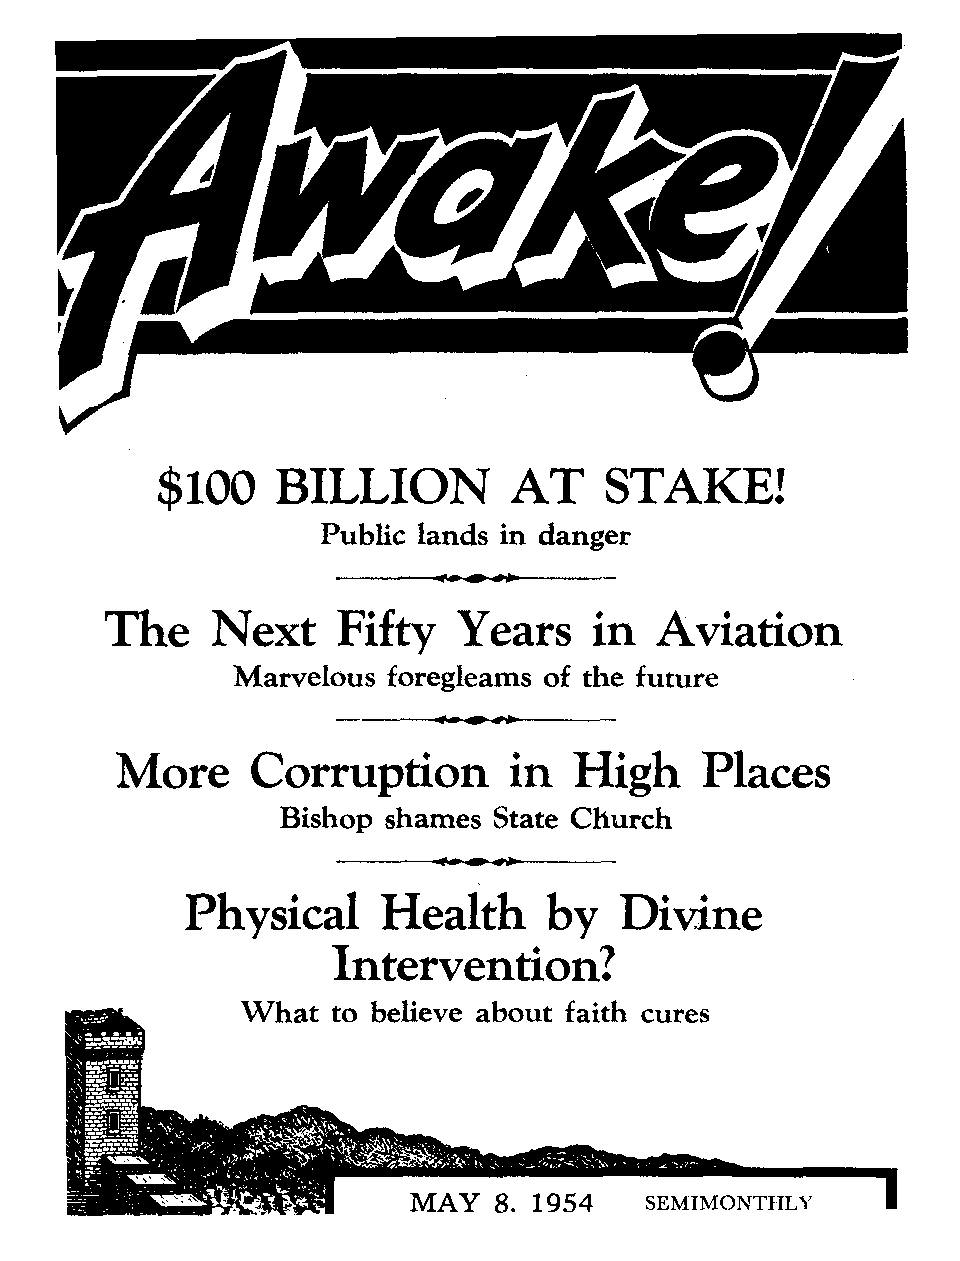 Awake!
$100 BILLION AT STAKE!
Public lands in danger
The Next Fifty Years in Aviation
Marvelous foregleams of the future
More Corruption in High Places
Bishop shames State Church
Physical Health by Divine
Intervention?
What to believe about faith cures
MAY 8. 1954 SEMIMONTHLY